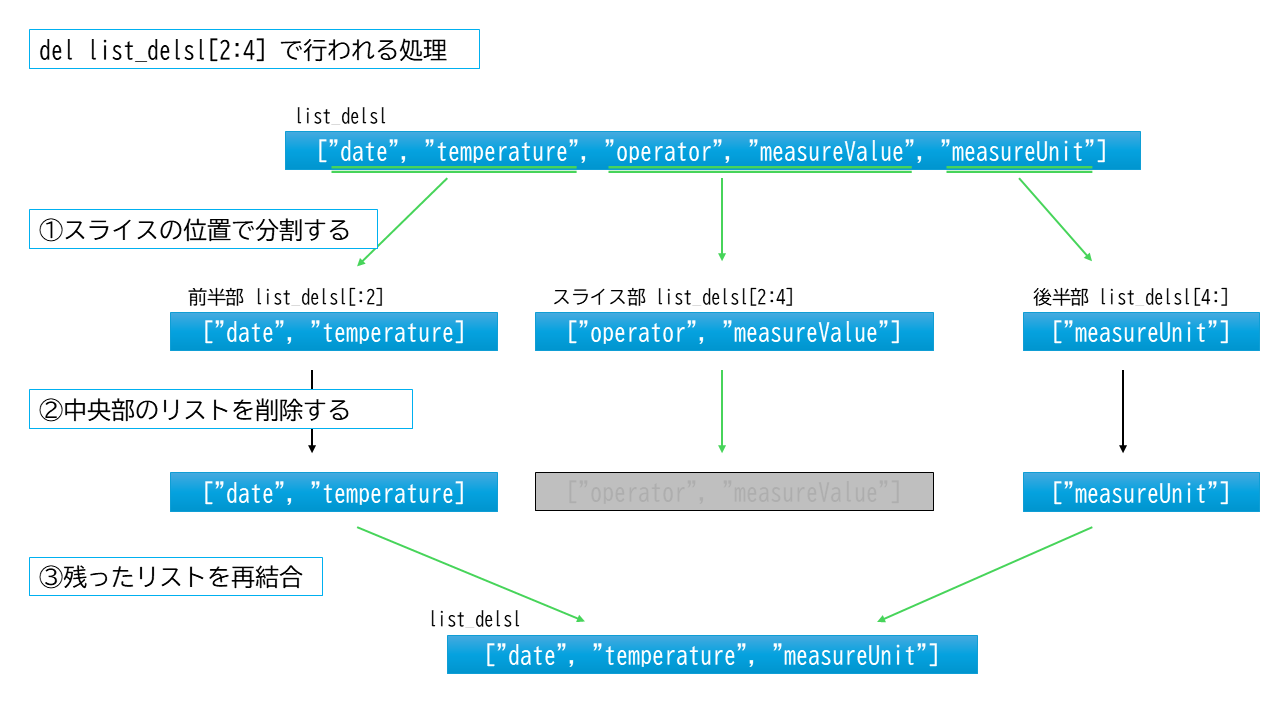 del list_delsl[2:4] で行われる処理
list_delsl
["date", "temperature", "operator", "measureValue", "measureUnit"]
①スライスの位置で分割する
前半部 list_delsl[:2]
スライス部 list_delsl[2:4]
後半部 list_delsl[4:]
["date", "temperature]
["operator", "measureValue"]
["measureUnit"]
②中央部のリストを削除する
["date", "temperature]
["operator", "measureValue"]
["measureUnit"]
③残ったリストを再結合
list_delsl
["date", "temperature", "measureUnit"]